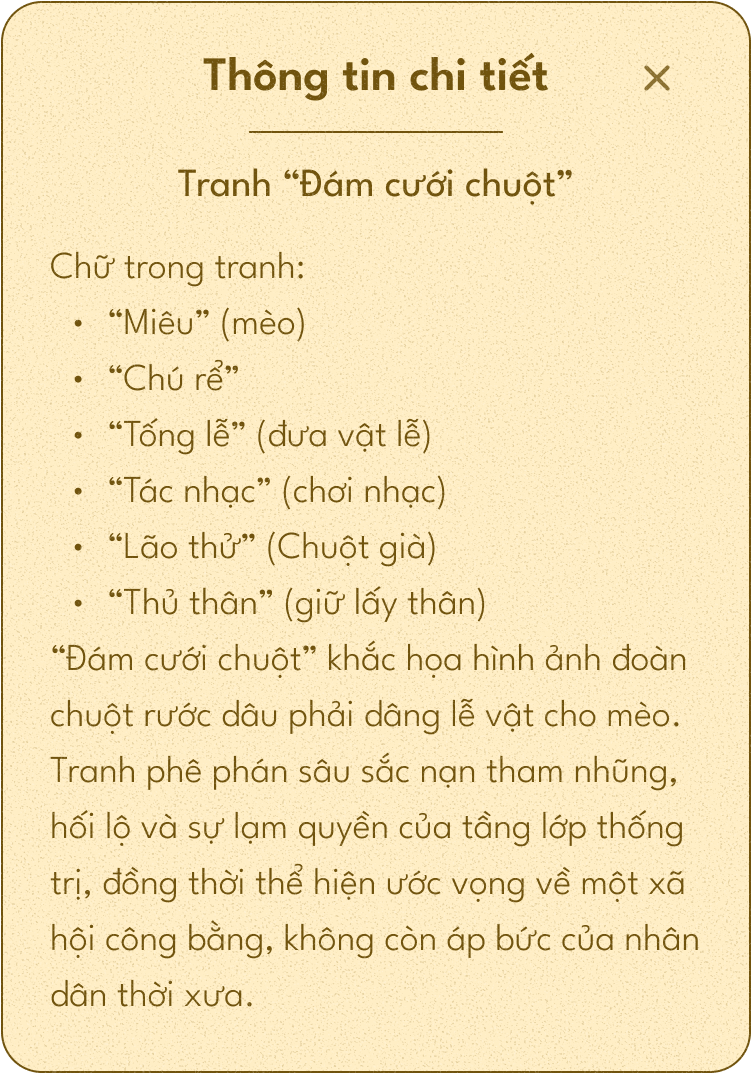 Thông tin chi tiết
Tranh “Đám cưới chuột”
Chữ trong tranh:
• “Miêu” (mèo)
• “Chú rể”
• “Tống lễ” (đưa vật lễ)
• “Tác nhạc” (chơi nhạc)
• “Lão thử” (Chuột già)
• “Thủ thân” (giữ lấy thân)
“Đám cưới chuột” khắc họa hình ảnh đoàn
chuột rước dâu phải dâng lễ vật cho mèo.
Tranh phê phán sâu sắc nạn tham nhũng,
hối lộ và sự lạm quyền của tầng lớp thống
trị, đồng thời thể hiện ước vọng về một xã
hội công bằng, không còn áp bức của nhân
dân thời xưa.